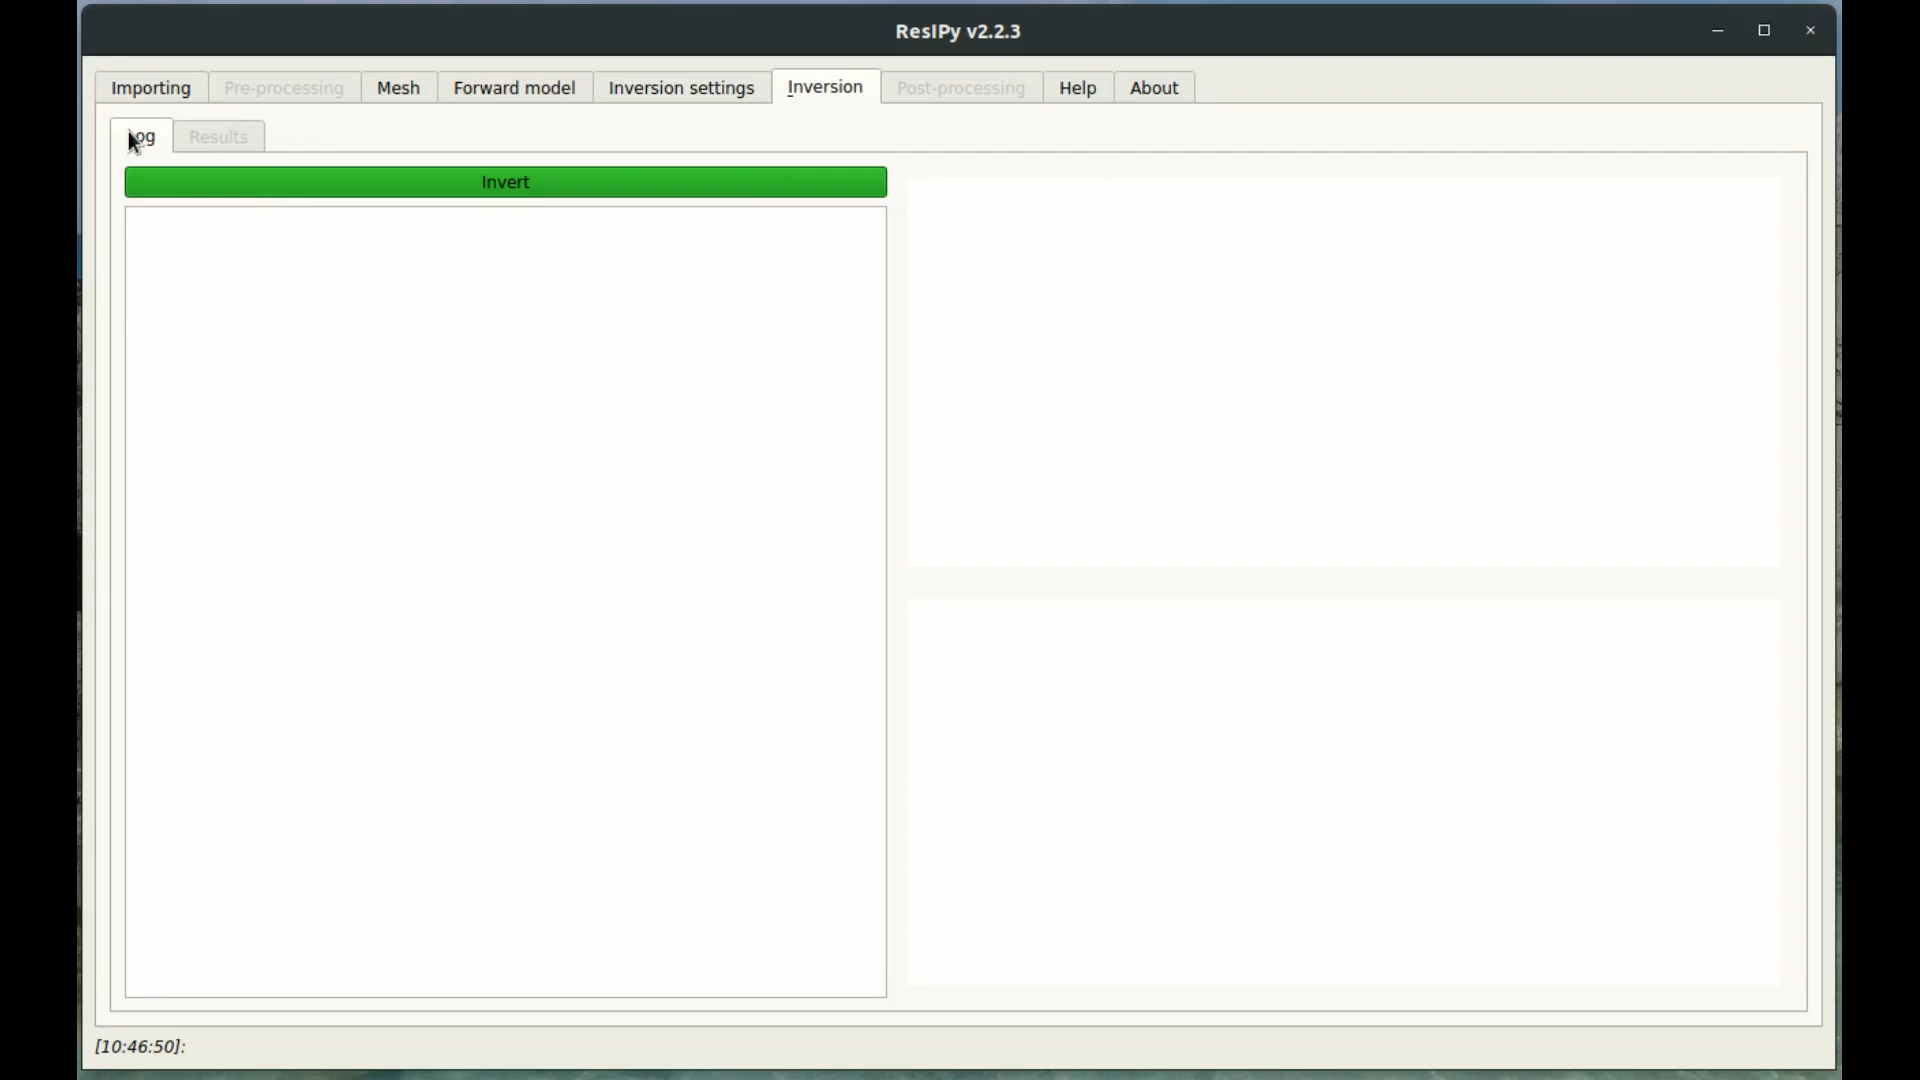 ResIPy v2.2.3
Importing Pre-processing Mesh Forward model Inversion settings Inversion Post-processing Help About
Log Results
Invert
[10:46:50]: